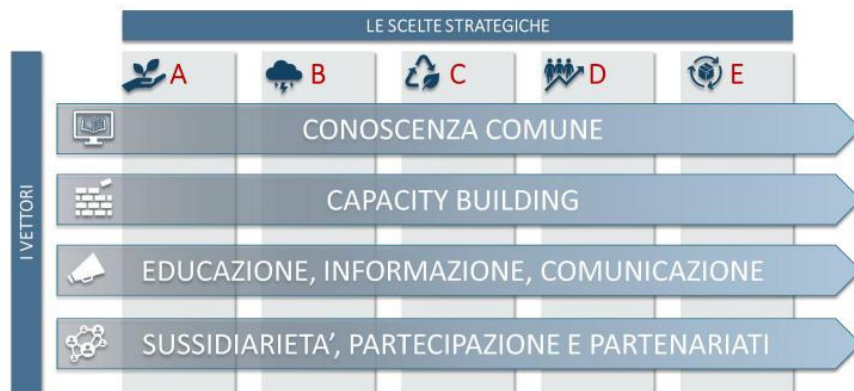 LE SCELTE STRATEGICHE
A B C D E
I VETTORI
CONOSCENZA COMUNE
CAPACITY BUILDING
EDUCAZIONE, INFORMAZIONE, COMUNICAZIONE
SUSSIDIARIETA’, PARTECIPAZIONE E PARTENARIATI